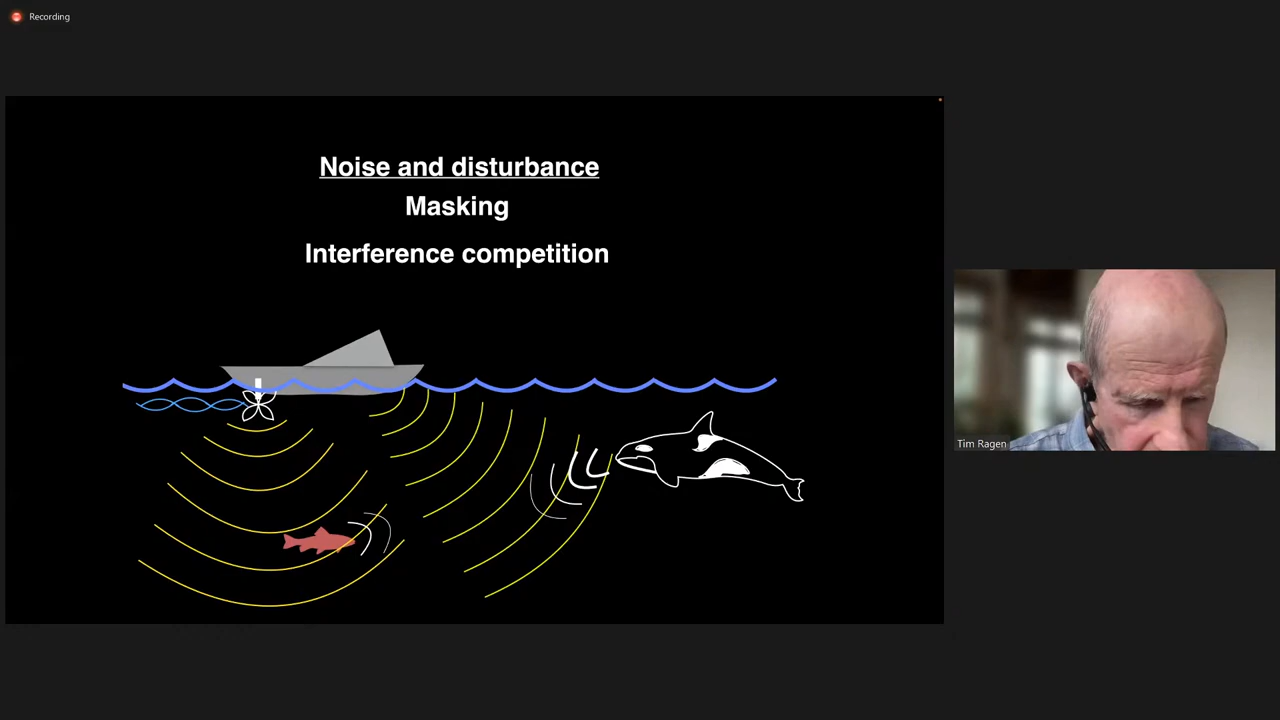 Recording
Noise and disturbance
Masking
Interference competition
Tim Ragen